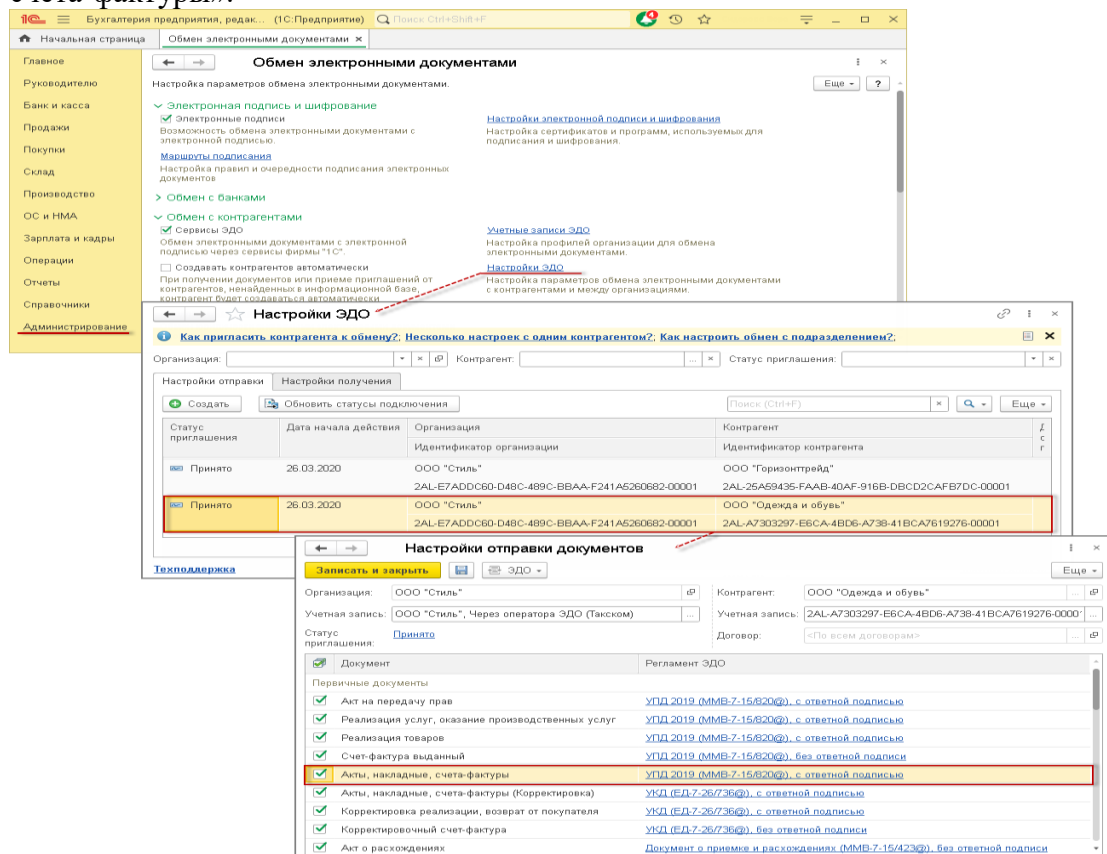 счета-фактуры».
1С Бухгалтерия предприятия, редак... (1С:Предприятие) Поиск Ctrl+Shift+F 4
Начальная страница Обмен электронными документами ×
Главное
Руководителю
Банк и касса
Продажи
Покупки
Склад
Производство
ОС и НМА
Зарплата и кадры
Операции
Отчеты
Справочники
Администрирование
Обмен электронными документами
Настройка параметров обмена электронными документами. Еще ?
Электронная подпись и шифрование
Электронные подписи Настройки электронной подписи и шифрования
Возможность обмена электронными документами с Настройка сертификатов и программ, используемых для
электронной подписью. подписания и шифрования.
Маршруты подписания
Настройка правил и очередности подписания электронных
документов
Обмен с банками
Обмен с контрагентами
Сервисы ЭДО Учетные записи ЭДО
Обмен электронными документами с электронной Настройка профилей организации для обмена
подписью через сервисы фирмы "1С". электронными документами.
Создавать контрагентов автоматически Настройки ЭДО
При получении документов или приеме приглашений от Настройка параметров обмена электронными документами
контрагентов, ненайденных в информационной базе, с контрагентами и между организациями.
контрагент будет создаваться автоматически
Настройки ЭДО
Как пригласить контрагента к обмену?; Несколько настроек с одним контрагентом?; Как настроить обмен с подразделением?;
Организация: Контрагент: Статус приглашения:
Настройки отправки Настройки получения
Создать Обновить статусы подключения Поиск (Ctrl+F) Еще
Статус Дата начала действия Организация Контрагент
приглашения Идентификатор организации Идентификатор контрагента
Принято 26.03.2020 ООО "Стиль" ООО "Горизонттрейд"
2AL-E7ADDC60-D48C-489C-BBAA-F241A5260682-00001 2AL-25A59435-FAAB-40AF-916B-DBCD2CAFB7DC-00001
Принято 26.03.2020 ООО "Стиль" ООО "Одежда и обувь"
2AL-E7ADDC60-D48C-489C-BBAA-F241A5260682-00001 2AL-A7303297-E6CA-4BD6-A738-41BCA7619276-00001
Техподдержка
Настройки отправки документов
Записать и закрыть ЭДО Еще
Организация: ООО "Стиль" Контрагент: ООО "Одежда и обувь"
Учетная запись: ООО "Стиль", Через оператора ЭДО (Такском) Учетная запись: 2AL-A7303297-E6CA-4BD6-A738-41BCA7619276-0000
Статус Принято Договор: <По всем договорам>
приглашения:
Документ Регламент ЭДО
Первичные документы
Акт на передачу прав УПД 2019 (ММВ-7-15/820@), с ответной подписью
Реализация услуг, оказание производственных услуг УПД 2019 (ММВ-7-15/820@), с ответной подписью
Реализация товаров УПД 2019 (ММВ-7-15/820@), с ответной подписью
Счет-фактура выданный УПД 2019 (ММВ-7-15/820@), без ответной подписи
Акты, накладные, счета-фактуры УПД 2019 (ММВ-7-15/820@), с ответной подписью
Акты, накладные, счета-фактуры (Корректировка) УКД (ЕД-7-26/736@), с ответной подписью
Корректировка реализации, возврат от покупателя УКД (ЕД-7-26/736@), с ответной подписью
Корректировочный счет-фактура УКД (ЕД-7-26/736@), без ответной подписи
Акт о расхождениях Документ о приемке и расхождениях (ММВ-7-15/423@), без ответной подписи